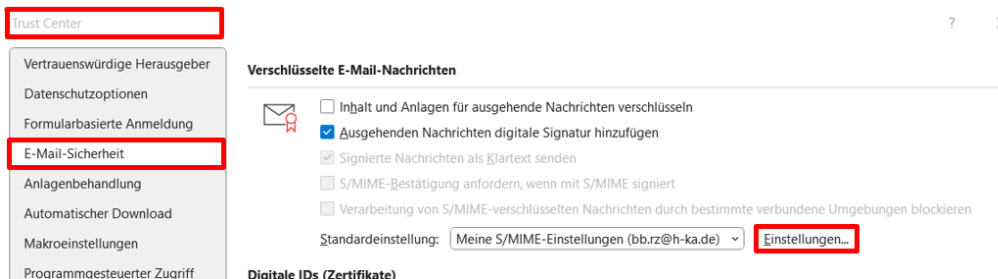 Trust Center
?
Vertrauenswürdige Herausgeber
Datenschutzoptionen
Formularbasierte Anmeldung
E-Mail-Sicherheit
Anlagenbehandlung
Automatischer Download
Makroeinstellungen
Programmgesteuerter Zugriff
Verschlüsselte E-Mail-Nachrichten
Inhalt und Anlagen für ausgehende Nachrichten verschlüsseln
Ausgehenden Nachrichten digitale Signatur hinzufügen
Signierte Nachrichten als Klartext senden
S/MIME-Bestätigung anfordern, wenn mit S/MIME signiert
Verarbeitung von S/MIME-verschlüsselten Nachrichten durch bestimmte verbundene Umgebungen blockieren
Standardeinstellung: Meine S/MIME-Einstellungen (bb.rz@h-ka.de) Einstellungen...
Digitale IDs (Zertifikate)